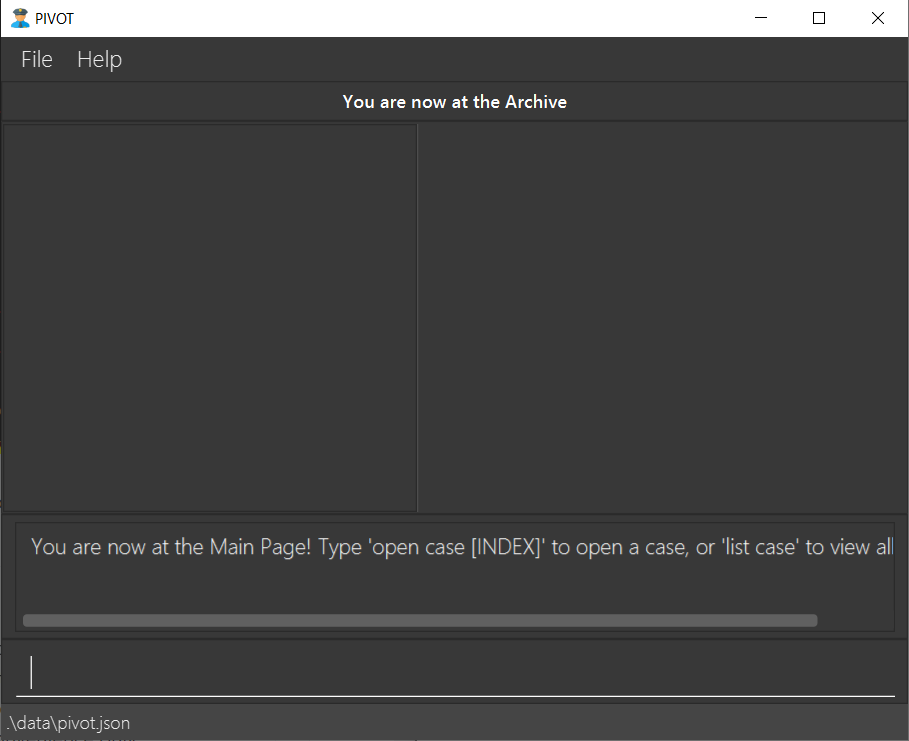 PIVOT
File Help
You are now at the Archive
You are now at the Main Page! Type 'open case [INDEX]' to open a case, or 'list case' to view all
.\data\pivot.json